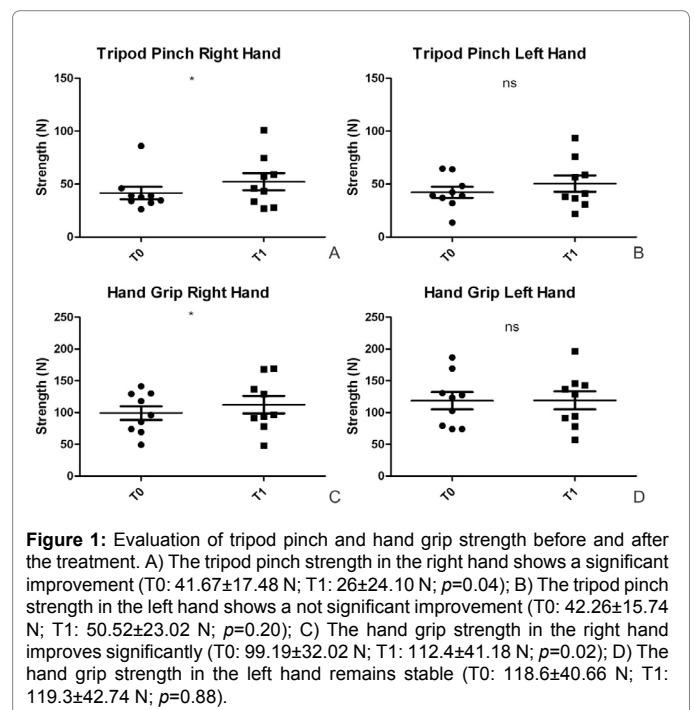 Tripod Pinch Right Hand
*
Strength (N)
150
100
50
0
T0
T1
A
Tripod Pinch Left Hand
ns
Strength (N)
150
100
50
0
T0
T1
B
Hand Grip Right Hand
*
Strength (N)
250
200
150
100
50
0
T0
T1
C
Hand Grip Left Hand
ns
Strength (N)
250
200
150
100
50
0
T0
T1
D
Figure 1: Evaluation of tripod pinch and hand grip strength before and after
the treatment. A) The tripod pinch strength in the right hand shows a significant
improvement (T0: 41.67±17.48 N; T1: 26±24.10 N; p=0.04); B) The tripod pinch
strength in the left hand shows a not significant improvement (T0: 42.26±15.74
N; T1: 50.52±23.02 N; p=0.20); C) The hand grip strength in the right hand
improves significantly (T0: 99.19±32.02 N; T1: 112.4±41.18 N; p=0.02); D) The
hand grip strength in the left hand remains stable (T0: 118.6±40.66 N; T1:
119.3±42.74 N; p=0.88).